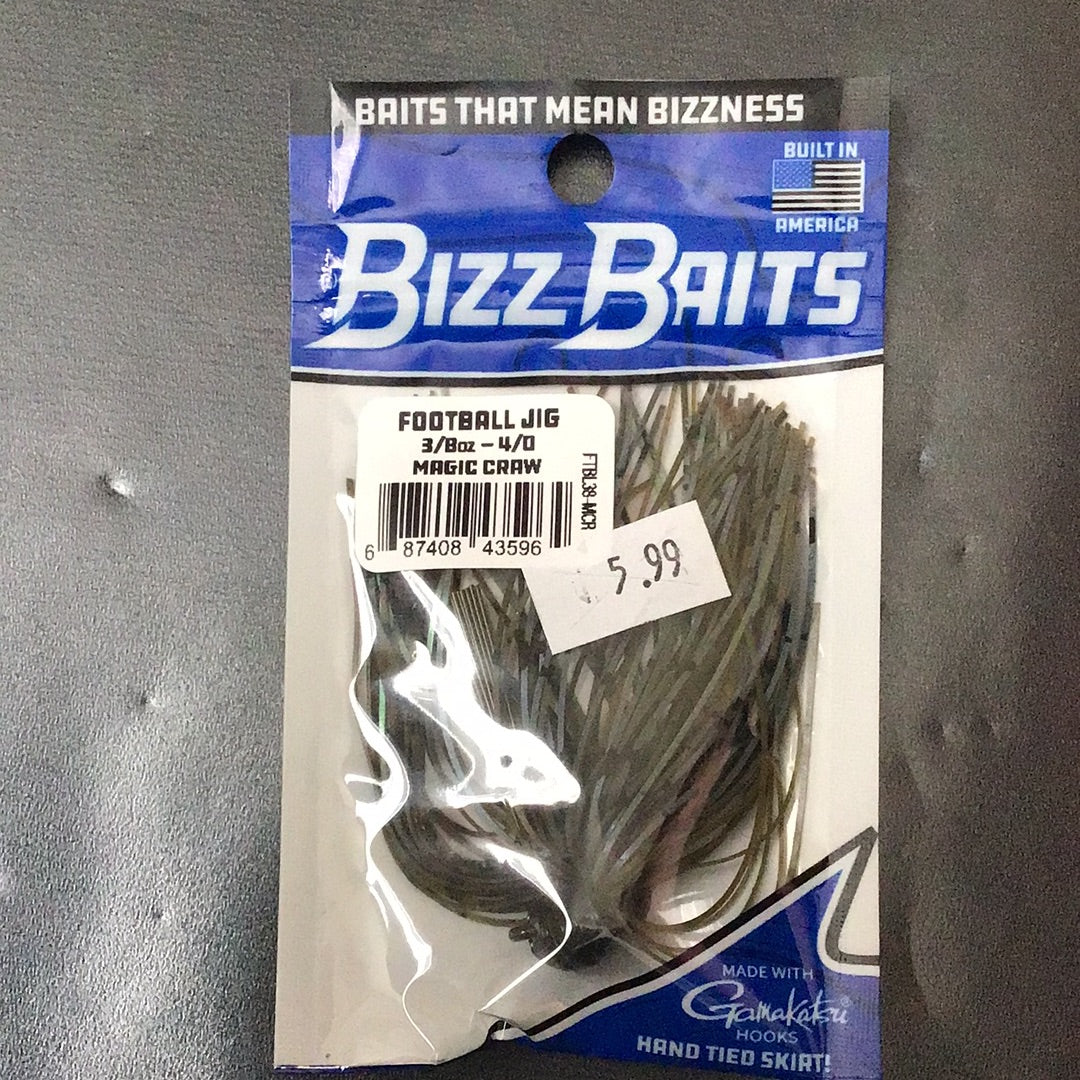 BAITS THAT MEAN BIZZNESS
BUILT IN
AMERICA
BIZZ BAITS
FOOTBALL JIG
3/8oz – 4/0
MAGIC CRAW
FTBL38-MCR
6 87408 43596
5.99
MADE WITH
Gamakatsu®
HOOKS
HAND TIED SKIRT!